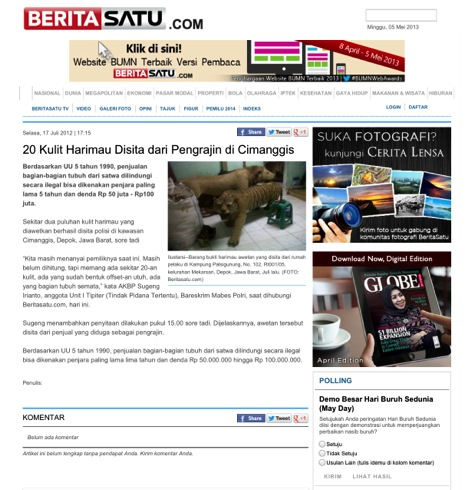 BERITA SATU .COM
Minggu, 05 Mei 2013
Klik di sini!
Website BUMN Terbaik Versi Pembaca
BERITASATU.COM
8 April - 5 Mei 2013
Website BUMN Terbaik 2013 | #BUMNWebAwards
NASIONAL DUNIA MEGAPOLITAN EKONOMI PASAR MODAL PROPERTI BOLA OLAHRAGA IPTEK KESEHATAN GAYA HIDUP MAKANAN & WISATA HIBURAN
BERITASATU TV VIDEO GALERI FOTO OPINI TAJUK FIGUR PEMILU 2014 INDEKS
LOGIN DAFTAR
Selasa, 17 Juli 2012 | 17:15
Share
20 Kulit Harimau Disita dari Pengrajin di Cimanggis
Berdasarkan UU 5 tahun 1990, penjualan
bagian-bagian tubuh dari satwa dilindungi
secara ilegal bisa dikenakan penjara paling
lama 5 tahun dan denda Rp 50 juta - Rp100
juta.
Sekitar dua puluhan kulit harimau yang
diawetkan berhasil disita polisi di kawasan
Cimanggis, Depok, Jawa Barat, sore tadi
"Kita masih menanyai pemiliknya saat ini. Masih
belum dihitung, tapi memang ada sekitar 20-an
kulit, ada yang sudah bentuk offset-an utuh, ada
yang bagian tubuh semata," kata AKBP Sugeng
Irianto, anggota Unit I Tipiter (Tindak Pidana Tertentu), Bareskrim Mabes Polri, saat dihubungi
Beritasatu.com, hari ini.
Ilustarsi--Barang bukti harimau awetan yang disita dari rumah
pelaku di Kampung Palsigunung, No. 102, Rt001/05,
kelurahan Mekarsari, Depok, Jawa Barat, Juli lalu. (FOTO:
Beritasatu.com)
Sugeng menambahkan penyitaan dilakukan pukul 15.00 sore tadi. Dijelaskannya, awetan tersebut
disita dari penjual yang diduga sebagai pengrajin.
Berdasarkan UU 5 tahun 1990, penjualan bagian-bagian tubuh dari satwa dilindungi secara ilegal
bisa dikenakan penjara paling lama lima tahun dan denda Rp 50.000.000 hingga Rp 100.000.000.
Penulis:
KOMENTAR
Share
Belum ada komentar
Artikel ini belum lengkap tanpa pendapat Anda. Kirim komentar Anda.
SUKA FOTOGRAFI?
kunjungi CERITA LENSA
Kirim foto untuk gabung di
komunitas fotografi BeritaSatu
Download Now, Digital Edition
GLOBE
$1 BILLION
EXPANSION
April Edition
POLLING
Demo Besar Hari Buruh Sedunia
(May Day)
Setujukah Anda peringatan Hari Buruh Sedunia
diisi dengan demonstrasi untuk memperjuangkan
perbaikan nasib buruh?
Setuju
Tidak Setuju
Usulan Lain (tulis idemu di kolom komentar)
KIRIM LIHAT HASIL